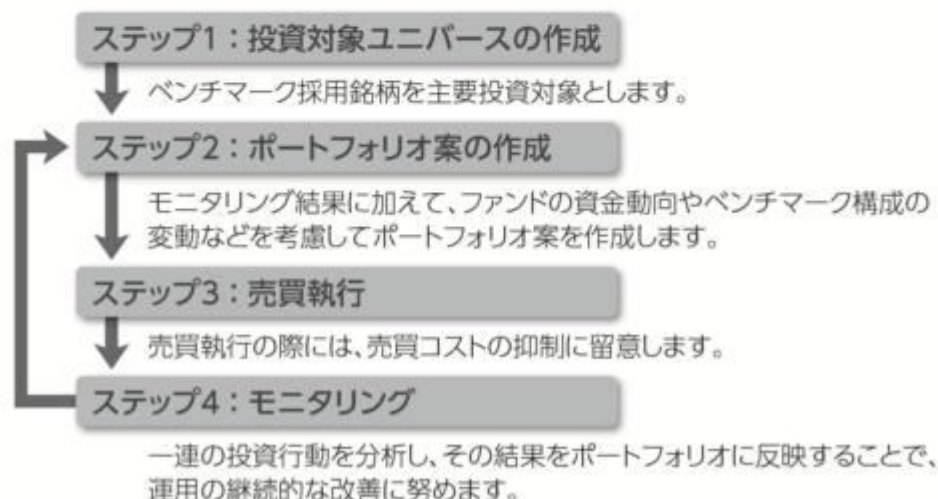 ステップ1：投資対象ユニバースの作成
ベンチマーク採用銘柄を主要投資対象とします。
ステップ2：ポートフォリオ案の作成
モニタリング結果に加えて、ファンドの資金動向やベンチマーク構成の
変動などを考慮してポートフォリオ案を作成します。
ステップ3：売買執行
売買執行の際には、売買コストの抑制に留意します。
ステップ4：モニタリング
一連の投資行動を分析し、その結果をポートフォリオに反映することで、
運用の継続的な改善に努めます。